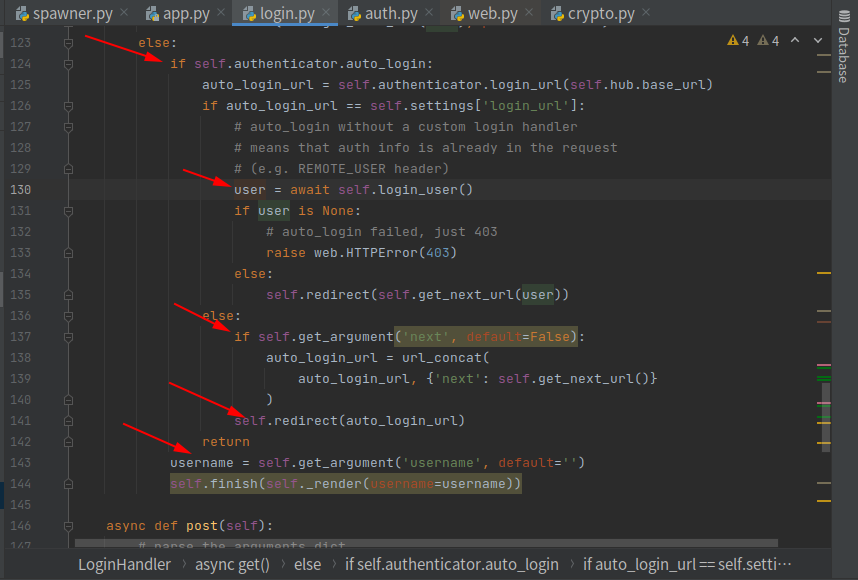 spawner.py × app.py × login.py × auth.py × web.py × crypto.py ×
4 4
Database
123 else:
124 if self.authenticator.auto_login:
125 auto_login_url = self.authenticator.login_url(self.hub.base_url)
126 if auto_login_url == self.settings['login_url']:
127 # auto_login without a custom login handler
128 # means that auth info is already in the request
129 # (e.g. REMOTE_USER header)
130 user = await self.login_user()
131 if user is None:
132 # auto_login failed, just 403
133 raise web.HTTPError(403)
134 else:
135 self.redirect(self.get_next_url(user))
136 else:
137 if self.get_argument('next', default=False):
138 auto_login_url = url_concat(
139 auto_login_url, {'next': self.get_next_url()}
140 )
141 self.redirect(auto_login_url)
142 return
143 username = self.get_argument('username', default='')
144 self.finish(self._render(username=username))
145
146 async def post(self):
147 # parse the arguments dict
LoginHandler › async get() › else › if self.authenticator.auto_login › if auto_login_url == self.setti···